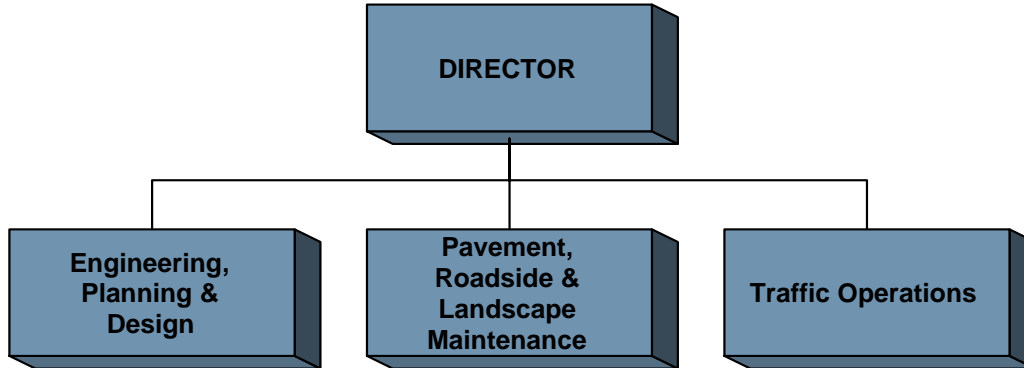 DIRECTOR
Engineering,
Planning &
Design
Pavement,
Roadside &
Landscape
Maintenance
Traffic Operations